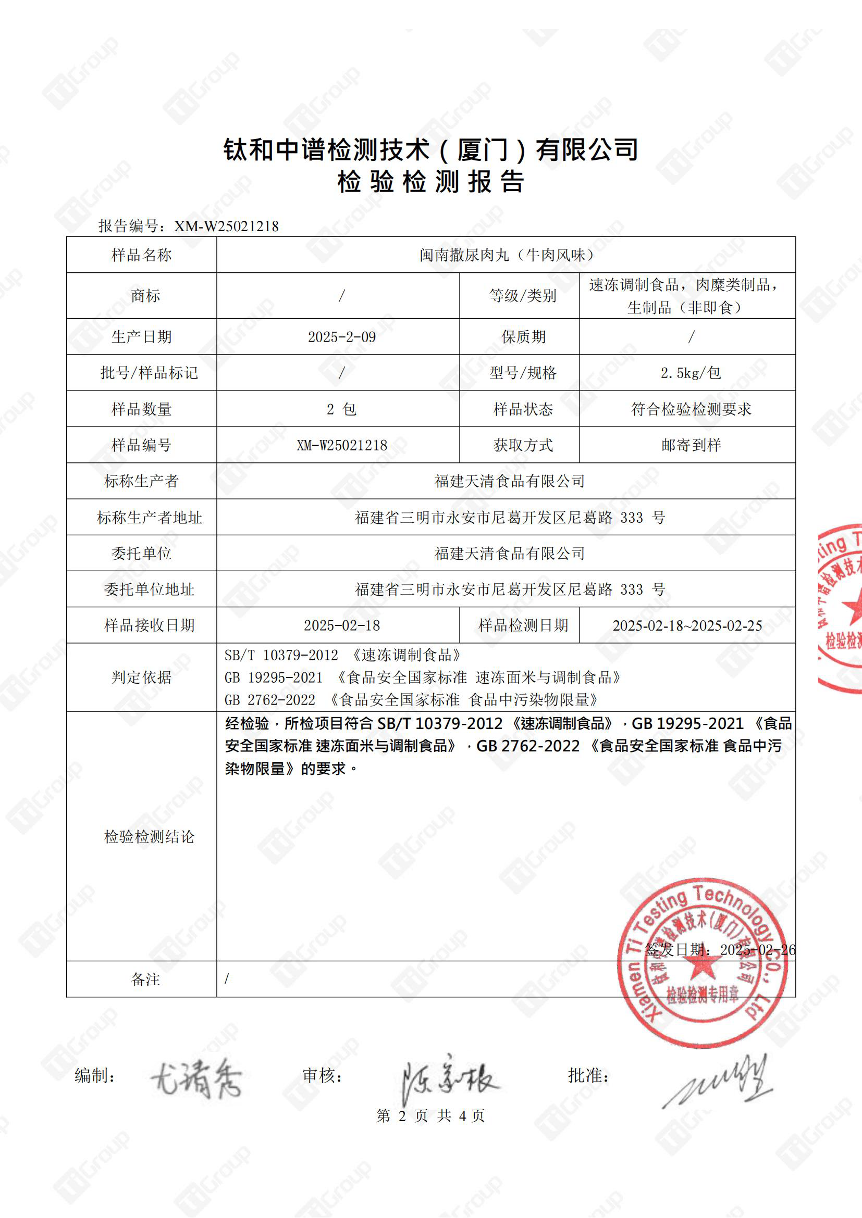 钛和中谱检测技术（厦门）有限公司
检验检测报告
报告编号：XM-W25021218
样品名称 闽南撒尿肉丸（牛肉风味）
商标 / 等级/类别 速冻调制食品，肉糜类制品，
生制品（非即食）
生产日期 2025-2-09 保质期 /
批号/样品标记 / 型号/规格 2.5kg/包
样品数量 2 包 样品状态 符合检验检测要求
样品编号 XM-W25021218 获取方式 邮寄到样
标称生产者 福建天清食品有限公司
标称生产者地址 福建省三明市永安市尼葛开发区尼葛路 333 号
委托单位 福建天清食品有限公司
委托单位地址 福建省三明市永安市尼葛开发区尼葛路 333 号
样品接收日期 2025-02-18 样品检测日期 2025-02-18~2025-02-25
判定依据
SB/T 10379-2012 《速冻调制食品》
GB 19295-2021 《食品安全国家标准 速冻面米与调制食品》
GB 2762-2022 《食品安全国家标准 食品中污染物限量》
检验检测结论
经检验，所检项目符合 SB/T 10379-2012 《速冻调制食品》，GB 19295-2021 《食品
安全国家标准 速冻面米与调制食品》，GB 2762-2022 《食品安全国家标准 食品中污
染物限量》的要求。
签发日期：2025-02-26
Xiamen Ti Testing Technology CO., Ltd
钛和中谱检测技术（厦门）有限公司
检验检测专用章
备注 /
编制： 尤清秀 审核： 批准：
第 2 页 共 4 页
TiGroup